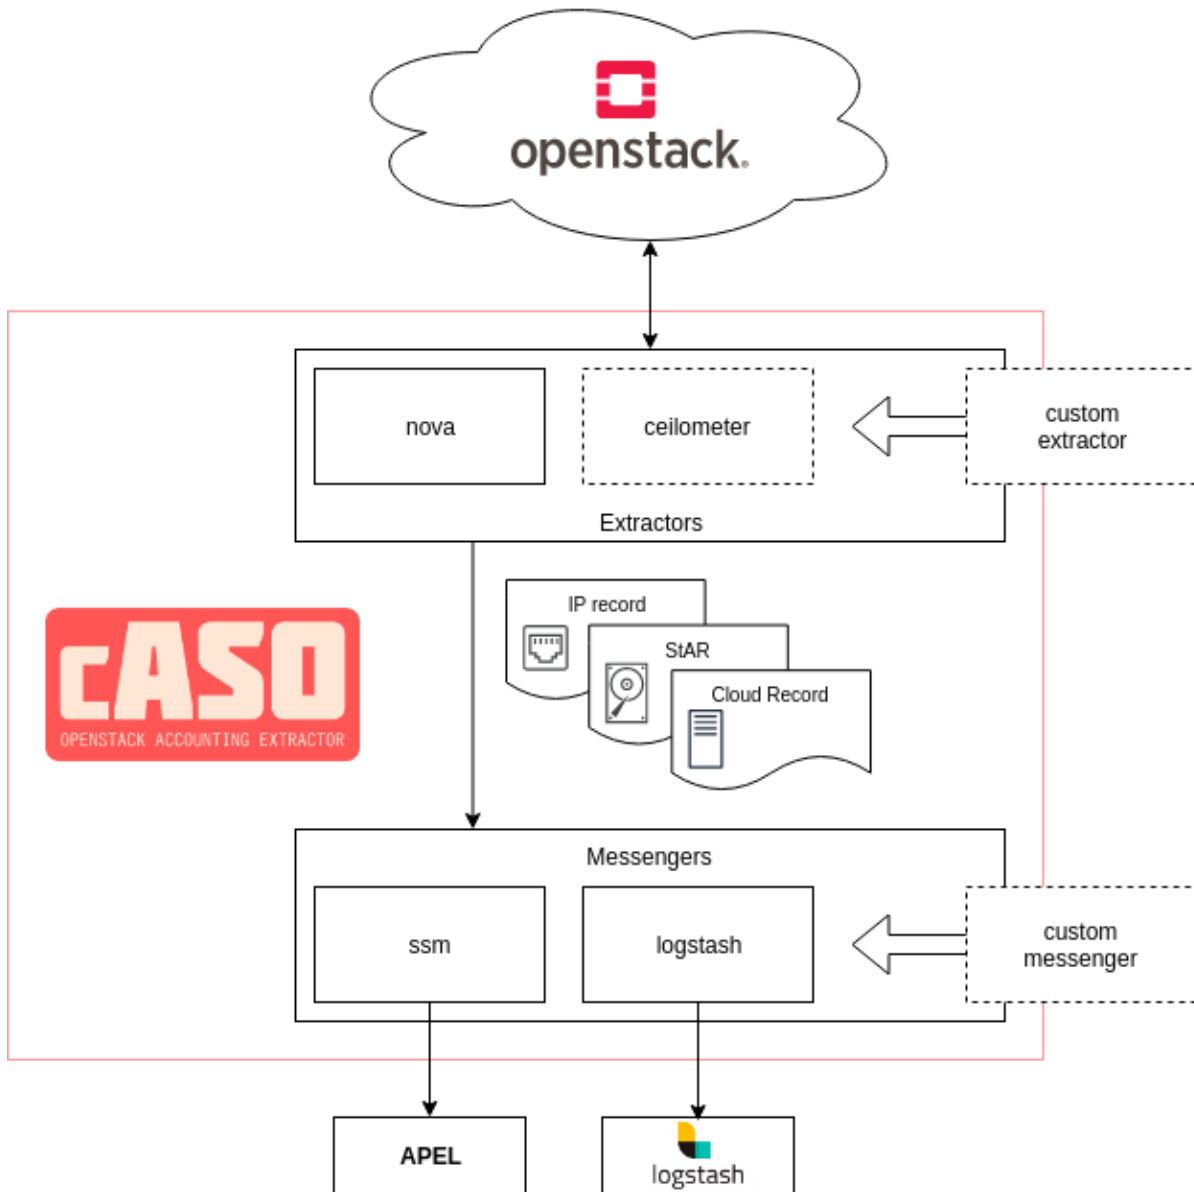 openstack.
nova
ceilometer
custom
extractor
Extractors
IP record
StAR
Cloud Record
cASO
OPENSTACK ACCOUNTING EXTRACTOR
Messengers
ssm
logstash
custom
messenger
APEL
logstash